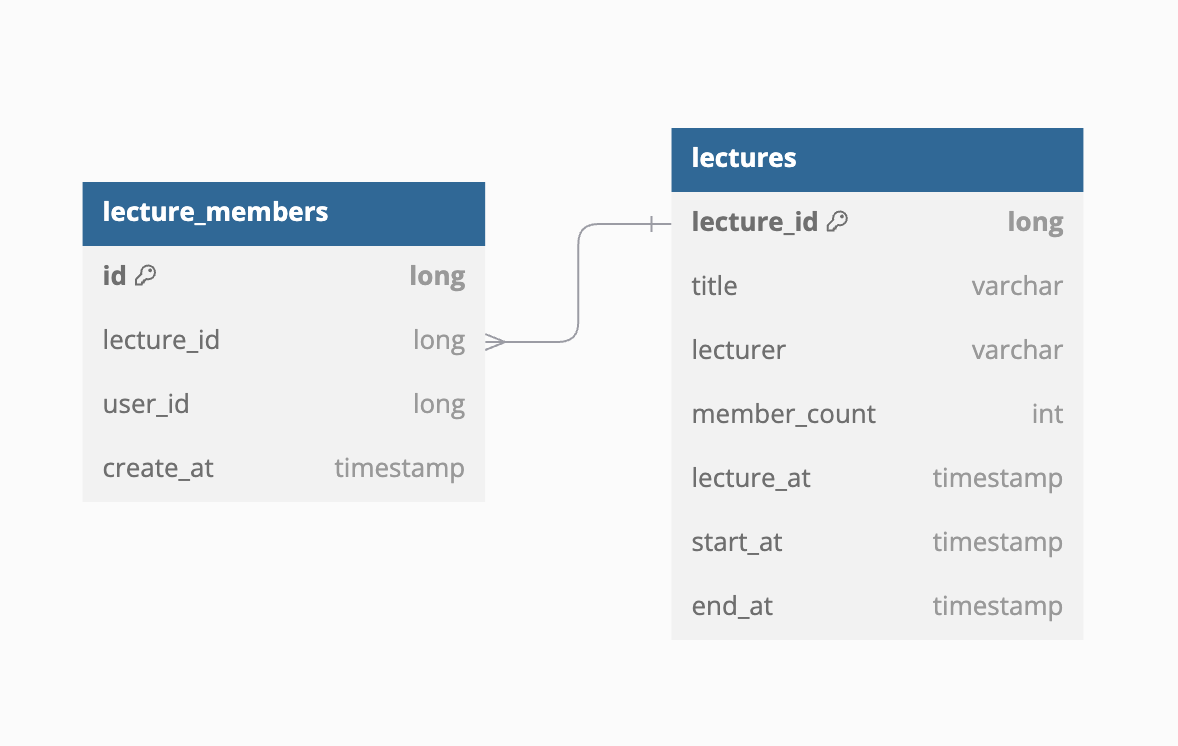 lecture_members
id long
lecture_id long
user_id long
create_at timestamp
lectures
lecture_id long
title varchar
lecturer varchar
member_count int
lecture_at timestamp
start_at timestamp
end_at timestamp